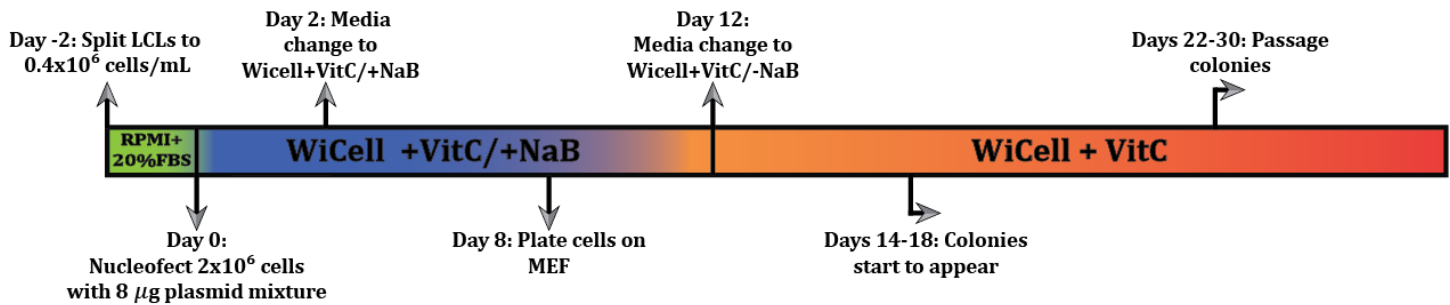 Day -2: Split LCLs to
0.4x10⁶ cells/mL
Day 2: Media
change to
Wicell+VitC/+NaB
Day 12:
Media change to
Wicell+VitC/-NaB
Days 22-30: Passage
colonies
RPMI+
20%FBS
WiCell +VitC/+NaB
WiCell + VitC
Day 0:
Nucleofect 2x10⁶ cells
with 8 μg plasmid mixture
Day 8: Plate cells on
MEF
Days 14-18: Colonies
start to appear